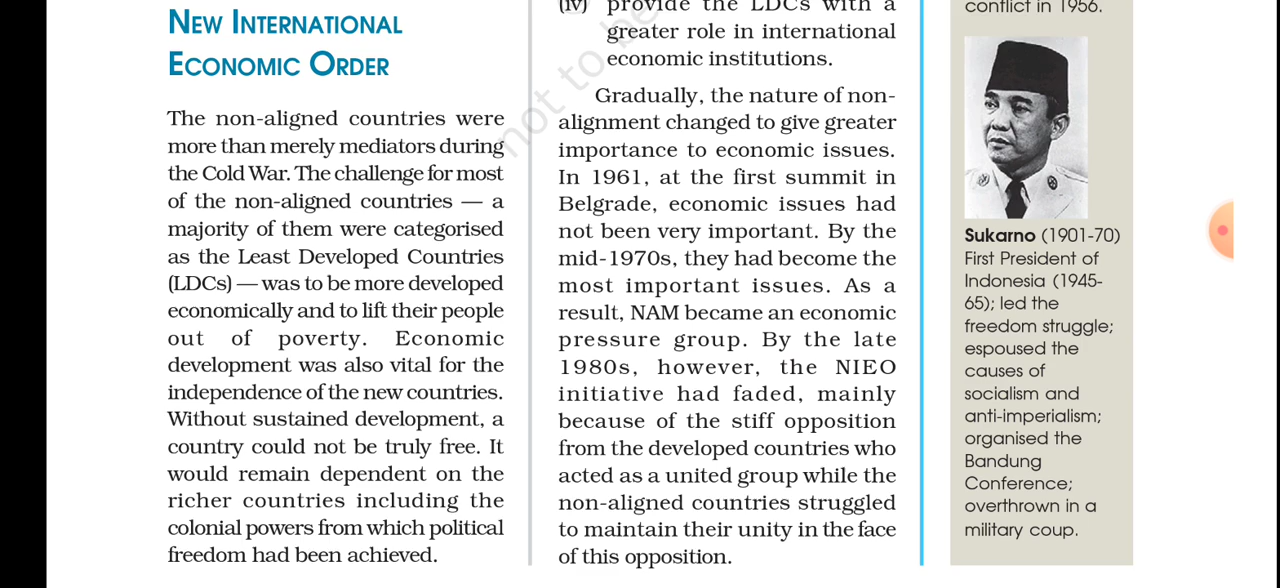 NEW INTERNATIONAL
ECONOMIC ORDER
The non-aligned countries were
more than merely mediators during
the Cold War. The challenge for most
of the non-aligned countries — a
majority of them were categorised
as the Least Developed Countries
(LDCs) — was to be more developed
economically and to lift their people
out of poverty. Economic
development was also vital for the
independence of the new countries.
Without sustained development, a
country could not be truly free. It
would remain dependent on the
richer countries including the
colonial powers from which political
freedom had been achieved.
(iv) provide the LDCs with a
greater role in international
economic institutions.
Gradually, the nature of non-
alignment changed to give greater
importance to economic issues.
In 1961, at the first summit in
Belgrade, economic issues had
not been very important. By the
mid-1970s, they had become the
most important issues. As a
result, NAM became an economic
pressure group. By the late
1980s, however, the NIEO
initiative had faded, mainly
because of the stiff opposition
from the developed countries who
acted as a united group while the
non-aligned countries struggled
to maintain their unity in the face
of this opposition.
not to be
conflict in 1956.
Sukarno (1901-70)
First President of
Indonesia (1945-
65); led the
freedom struggle;
espoused the
causes of
socialism and
anti-imperialism;
organised the
Bandung
Conference;
overthrown in a
military coup.